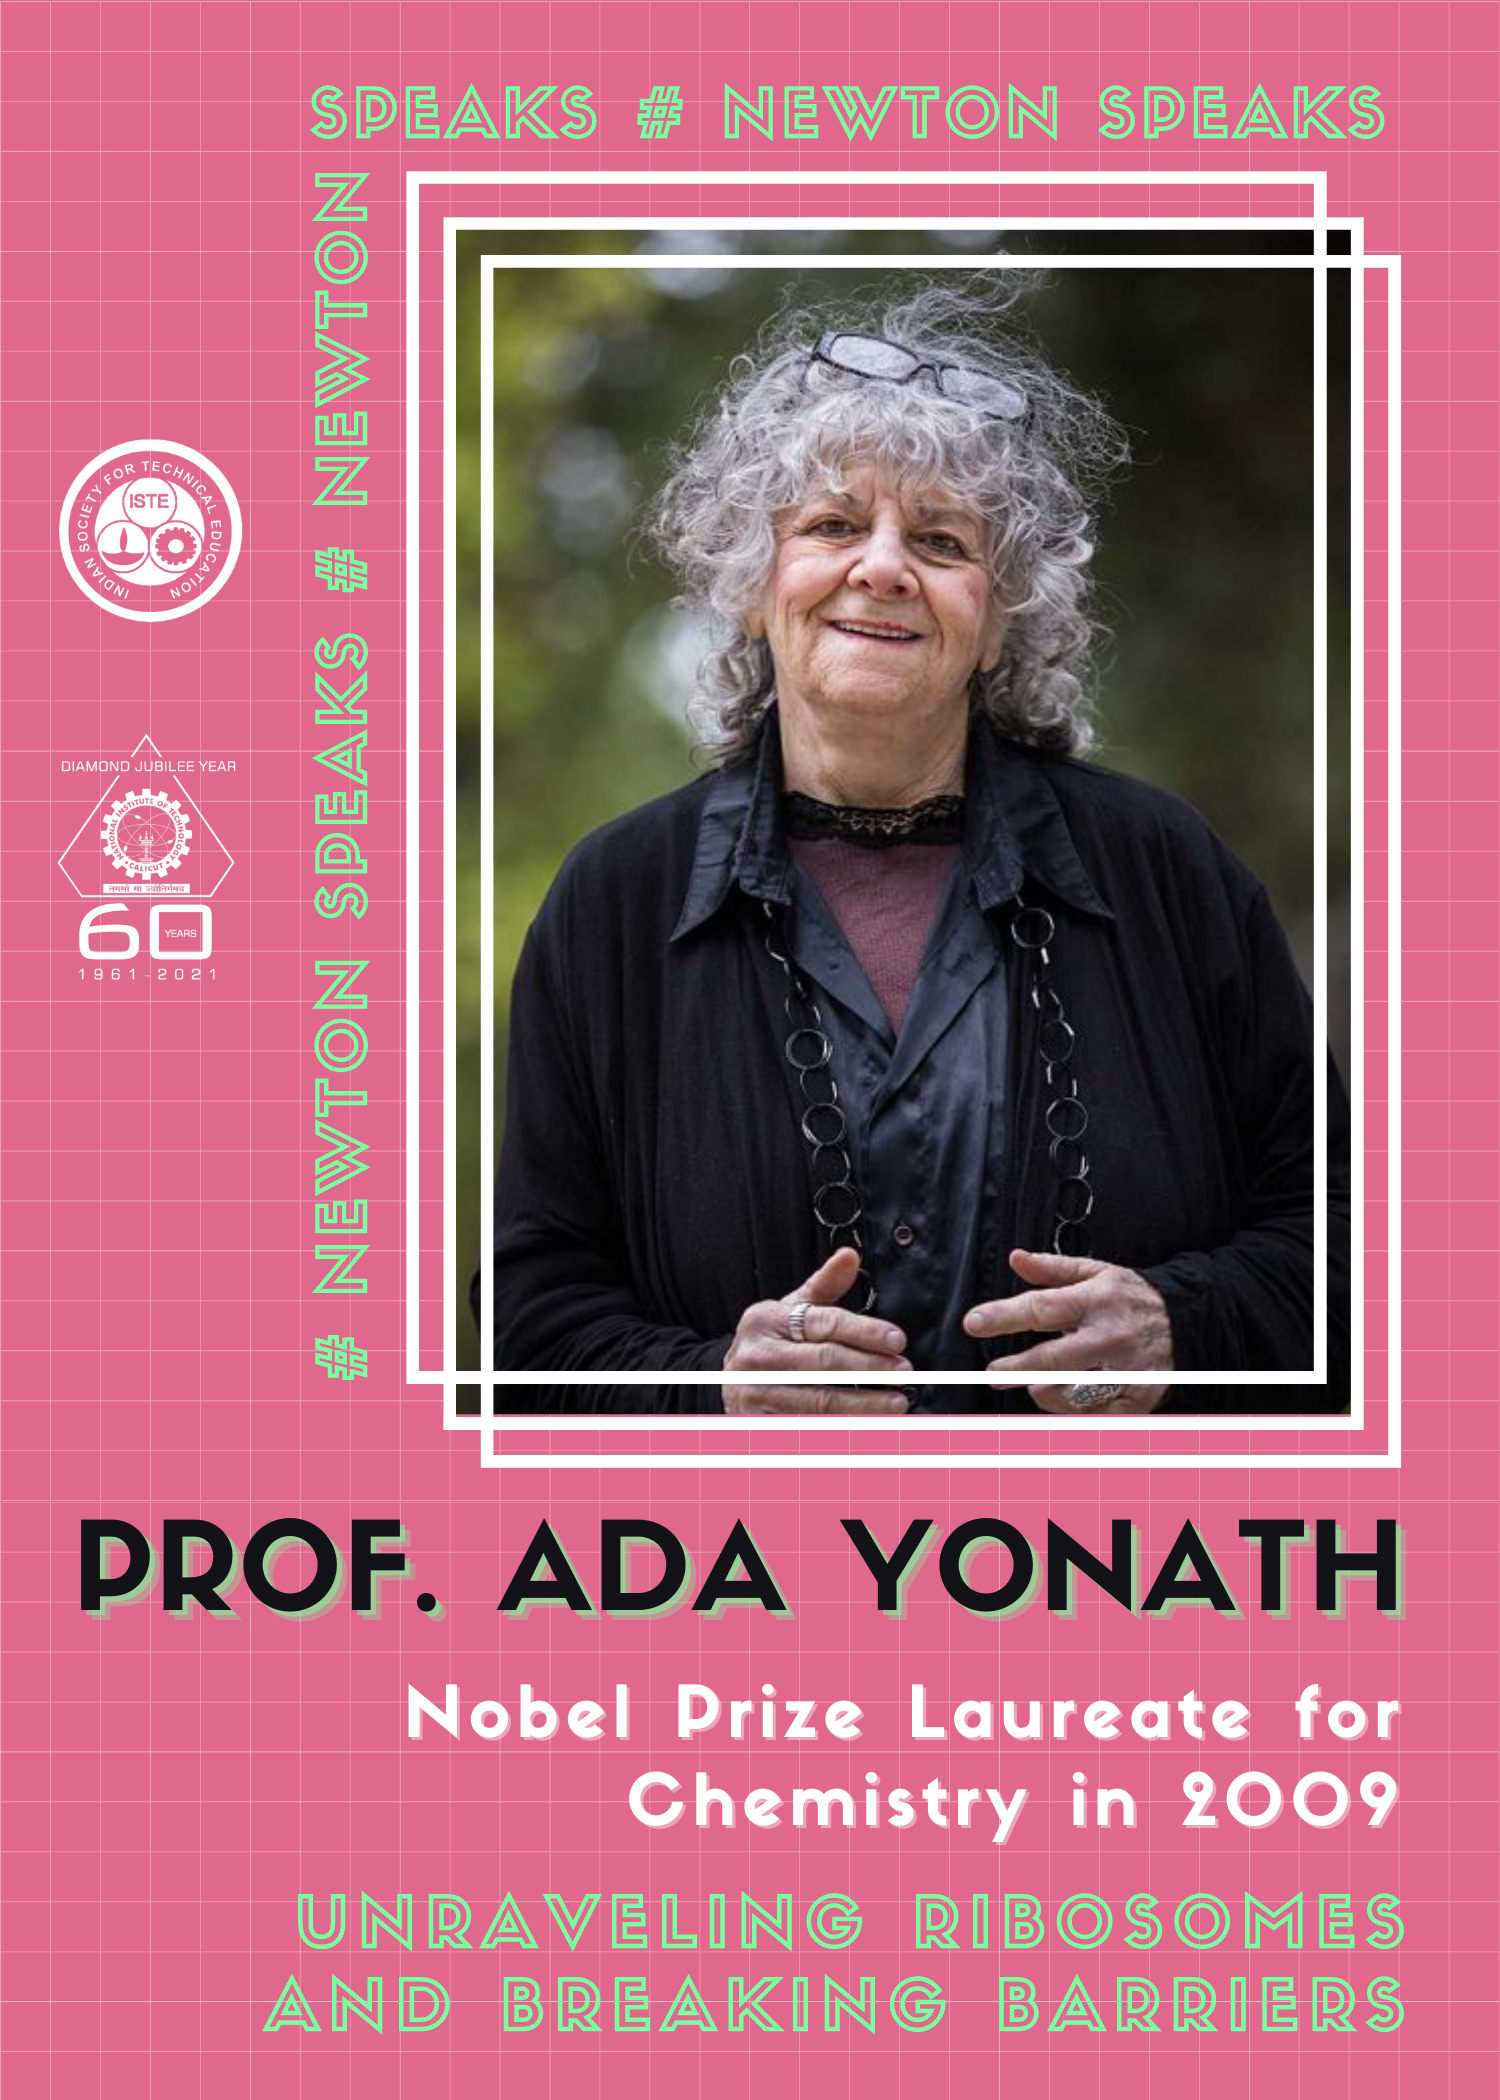 SPEAKS # NEWTON SPEAKS
# NEWTON SPEAKS # NEWTON
INDIAN SOCIETY FOR TECHNICAL EDUCATION
ISTE
DIAMOND JUBILEE YEAR
NATIONAL INSTITUTE OF TECHNOLOGY
CALICUT
तमसो मा ज्योतिर्गमय
60
YEARS
1961-2021
PROF. ADA YONATH
Nobel Prize Laureate for
Chemistry in 2009
UNRAVELING RIBOSOMES
AND BREAKING BARRIERS